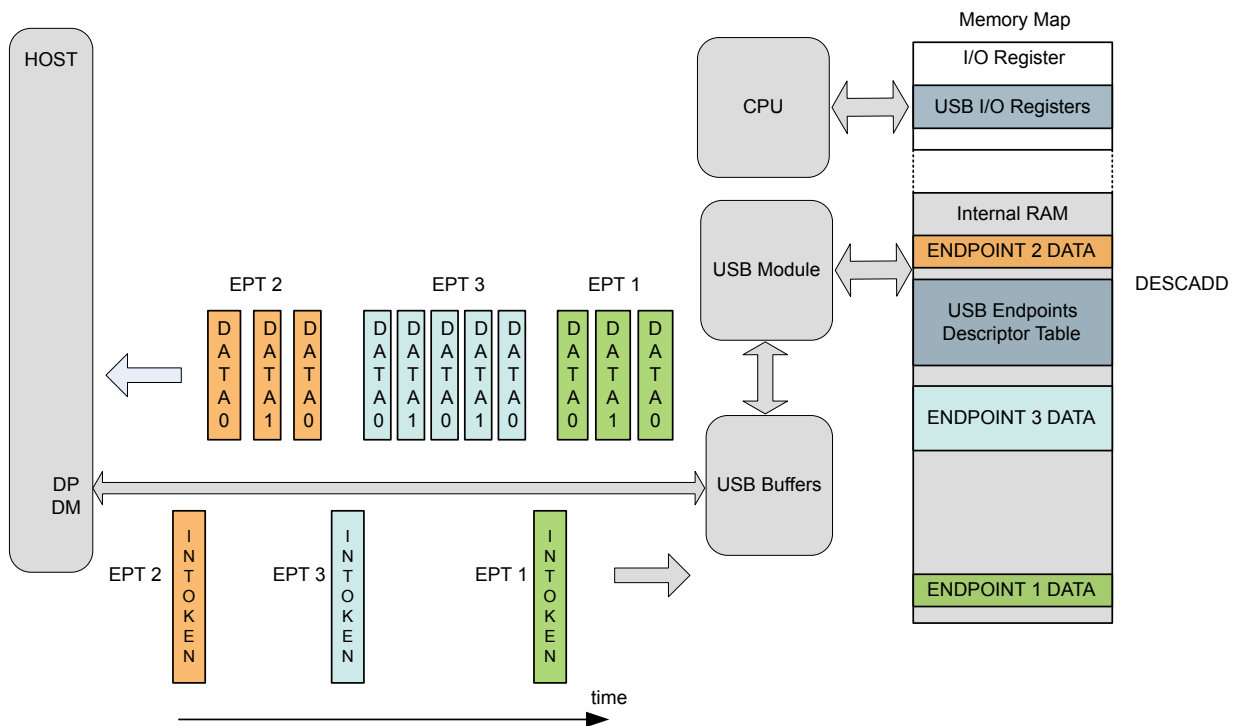 Memory Map
HOST
I/O Register
CPU
USB I/O Registers
Internal RAM
ENDPOINT 2 DATA
USB Module
DESCADD
EPT 2
EPT 3
EPT 1
USB Endpoints
Descriptor Table
DATA0
DATA1
DATA0
DATA0
DATA1
DATA0
DATA1
DATA0
DATA0
DATA1
DATA0
ENDPOINT 3 DATA
DP
DM
USB Buffers
EPT 2
INTOKEN
EPT 3
INTOKEN
EPT 1
INTOKEN
ENDPOINT 1 DATA
time